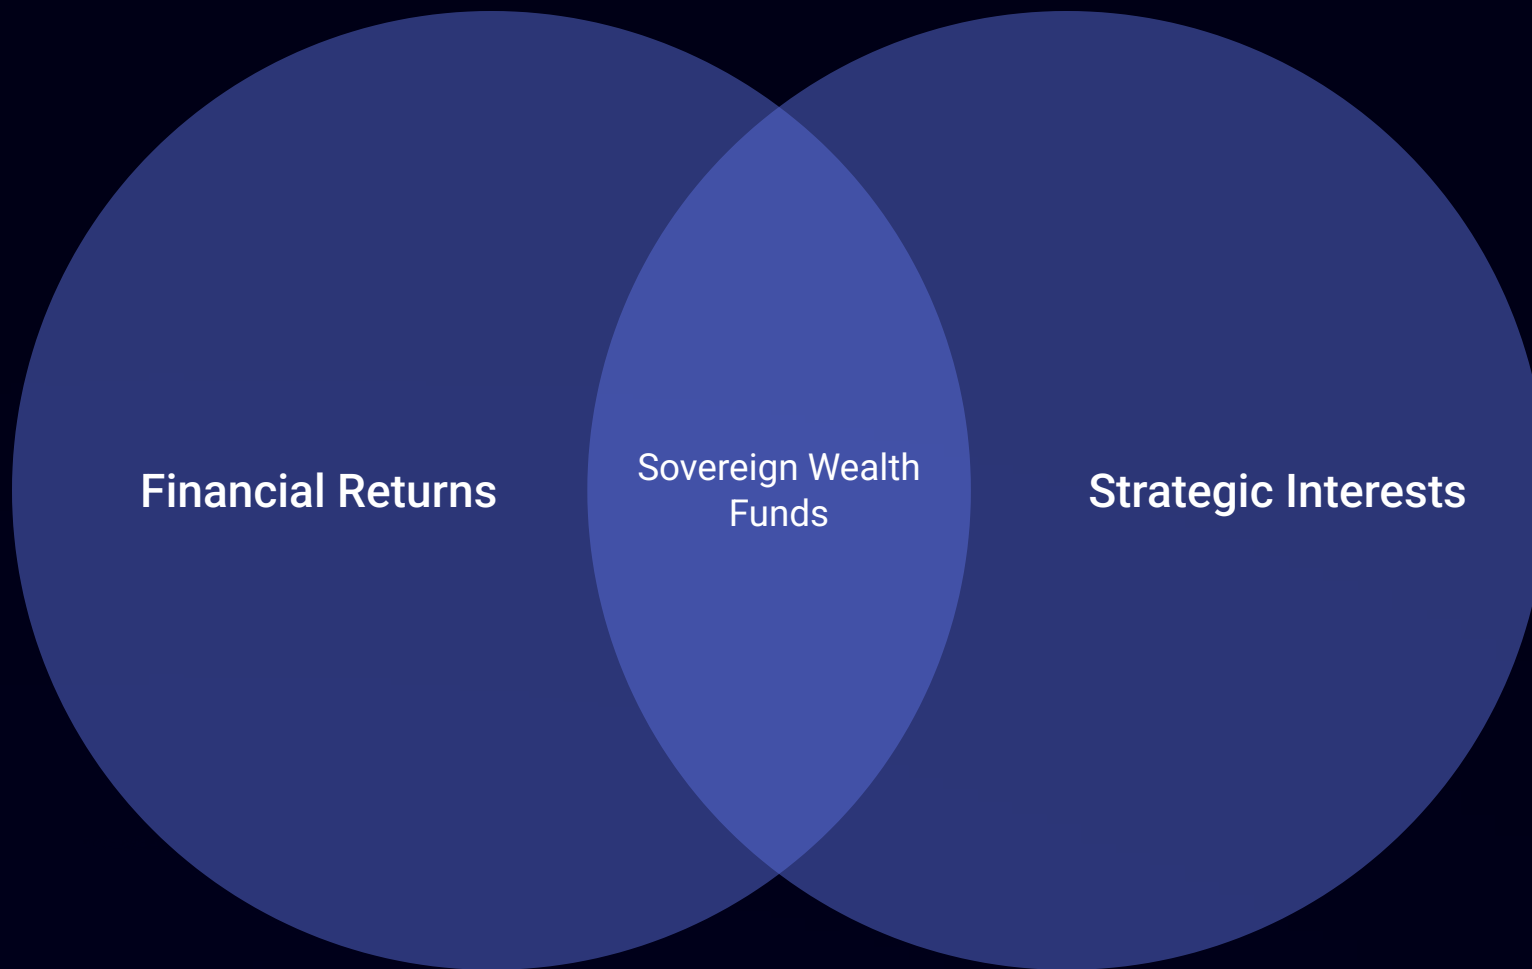 Financial Returns
Sovereign Wealth
Funds
Strategic Interests